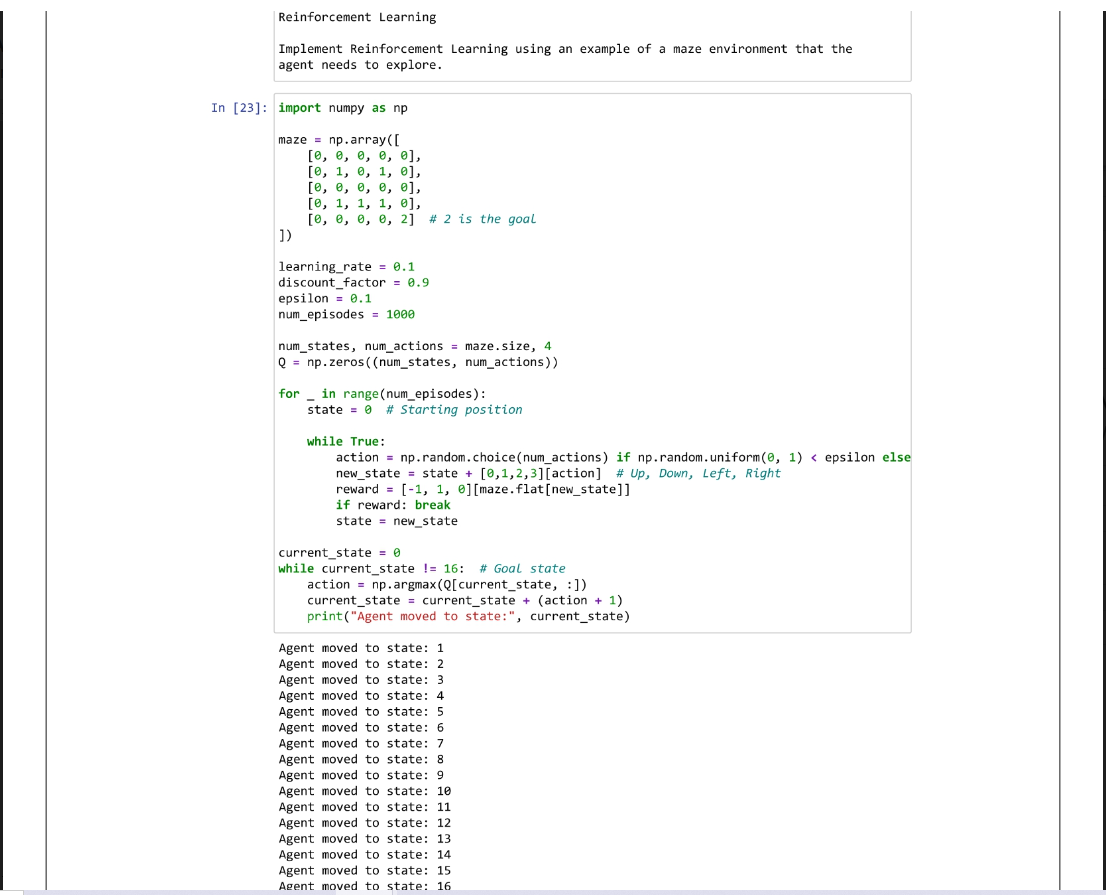 Reinforcement Learning
Implement Reinforcement Learning using an example of a maze environment that the
agent needs to explore.
In [23]: import numpy as np
maze = np.array([
    [0, 0, 0, 0, 0],
    [0, 1, 0, 1, 0],
    [0, 0, 0, 0, 0],
    [0, 1, 1, 1, 0],
    [0, 0, 0, 0, 2]  # 2 is the goal
])
learning_rate = 0.1
discount_factor = 0.9
epsilon = 0.1
num_episodes = 1000
num_states, num_actions = maze.size, 4
Q = np.zeros((num_states, num_actions))
for _ in range(num_episodes):
    state = 0  # Starting position
    while True:
        action = np.random.choice(num_actions) if np.random.uniform(0, 1) < epsilon else
        new_state = state + [0,1,2,3][action]  # Up, Down, Left, Right
        reward = [-1, 1, 0][maze.flat[new_state]]
        if reward: break
        state = new_state
current_state = 0
while current_state != 16:  # Goal state
    action = np.argmax(Q[current_state, :])
    current_state = current_state + (action + 1)
    print("Agent moved to state:", current_state)
Agent moved to state: 1
Agent moved to state: 2
Agent moved to state: 3
Agent moved to state: 4
Agent moved to state: 5
Agent moved to state: 6
Agent moved to state: 7
Agent moved to state: 8
Agent moved to state: 9
Agent moved to state: 10
Agent moved to state: 11
Agent moved to state: 12
Agent moved to state: 13
Agent moved to state: 14
Agent moved to state: 15
Agent moved to state: 16